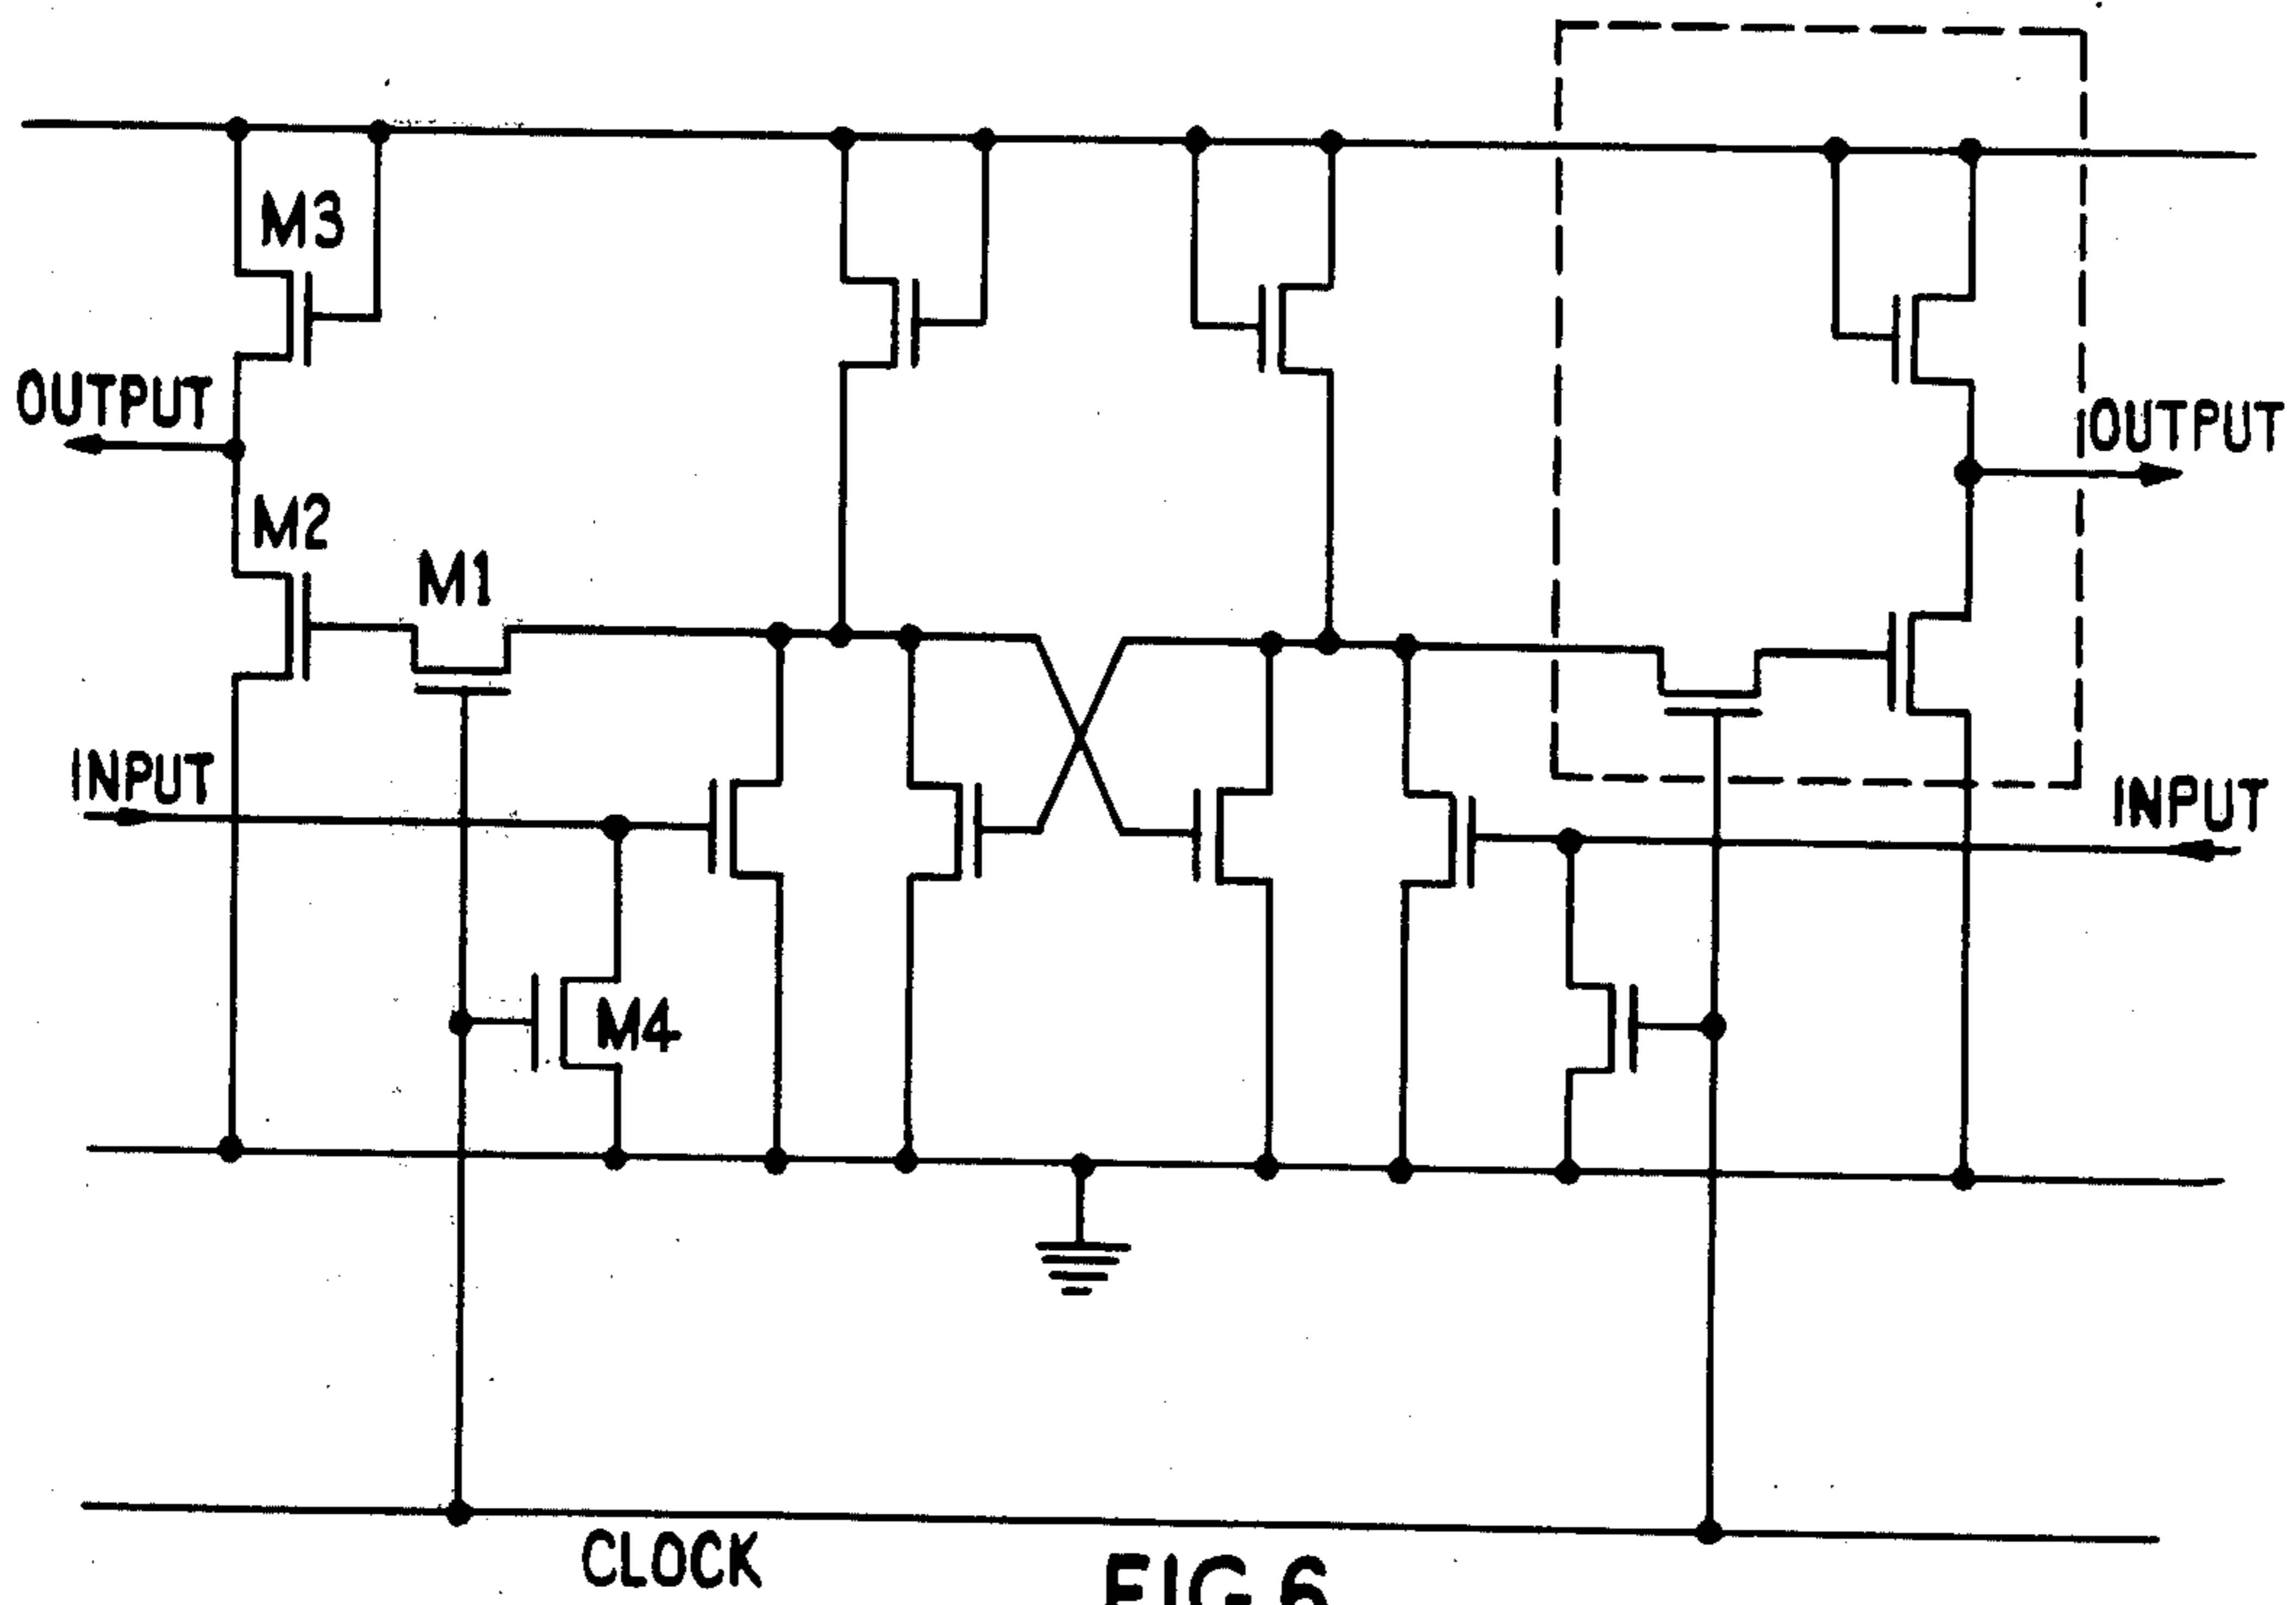 M3
OUTPUT
OUTPUT
M2
M1
INPUT
INPUT
M4
CLOCK
FIG.6